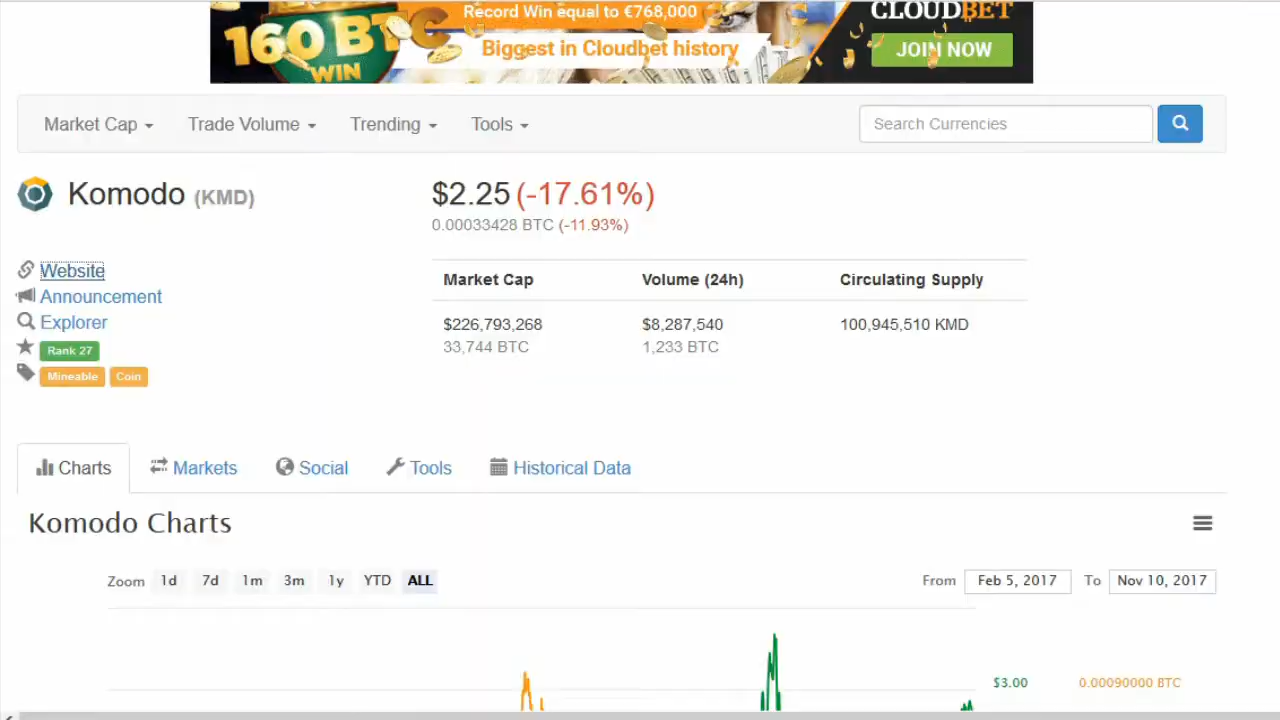 160 BTC
WIN
Record Win equal to €768,000
Biggest in Cloudbet history
CLOUDBET
JOIN NOW
Market Cap Trade Volume Trending Tools
Search Currencies
Komodo (KMD)
$2.25 (-17.61%)
0.00033428 BTC (-11.93%)
Website
Announcement
Explorer
Rank 27
Mineable Coin
Market Cap Volume (24h) Circulating Supply
$226,793,268 $8,287,540 100,945,510 KMD
33,744 BTC 1,233 BTC
Charts Markets Social Tools Historical Data
Komodo Charts
Zoom 1d 7d 1m 3m 1y YTD ALL From Feb 5, 2017 To Nov 10, 2017
$3.00 0.00090000 BTC